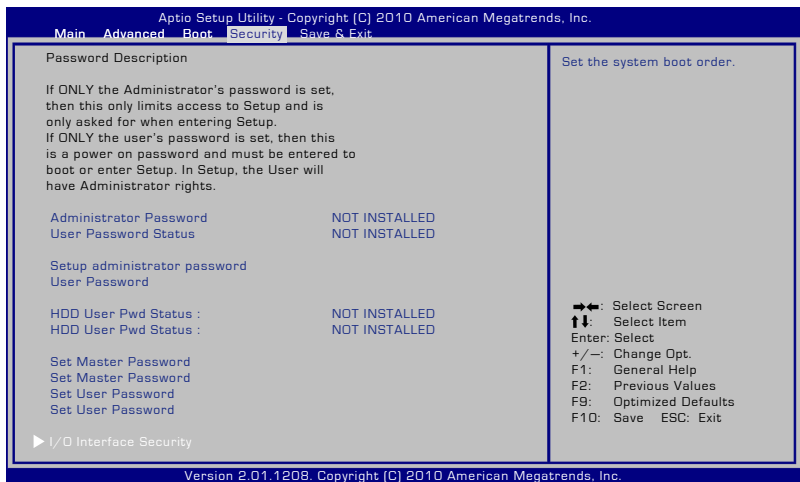 Aptio Setup Utility - Copyright (C) 2010 American Megatrends, Inc.
Main Advanced Boot Security Save & Exit
Password Description
If ONLY the Administrator's password is set,
then this only limits access to Setup and is
only asked for when entering Setup.
If ONLY the user's password is set, then this
is a power on password and must be entered to
boot or enter Setup. In Setup, the User will
have Administrator rights.
Administrator Password NOT INSTALLED
User Password Status NOT INSTALLED
Setup administrator password
User Password
HDD User Pwd Status : NOT INSTALLED
HDD User Pwd Status : NOT INSTALLED
Set Master Password
Set Master Password
Set User Password
Set User Password
I/O Interface Security
Set the system boot order.
→←: Select Screen
↑↓: Select Item
Enter: Select
+/—: Change Opt.
F1: General Help
F2: Previous Values
F9: Optimized Defaults
F10: Save ESC: Exit
Version 2.01.1208. Copyright (C) 2010 American Megatrends, Inc.